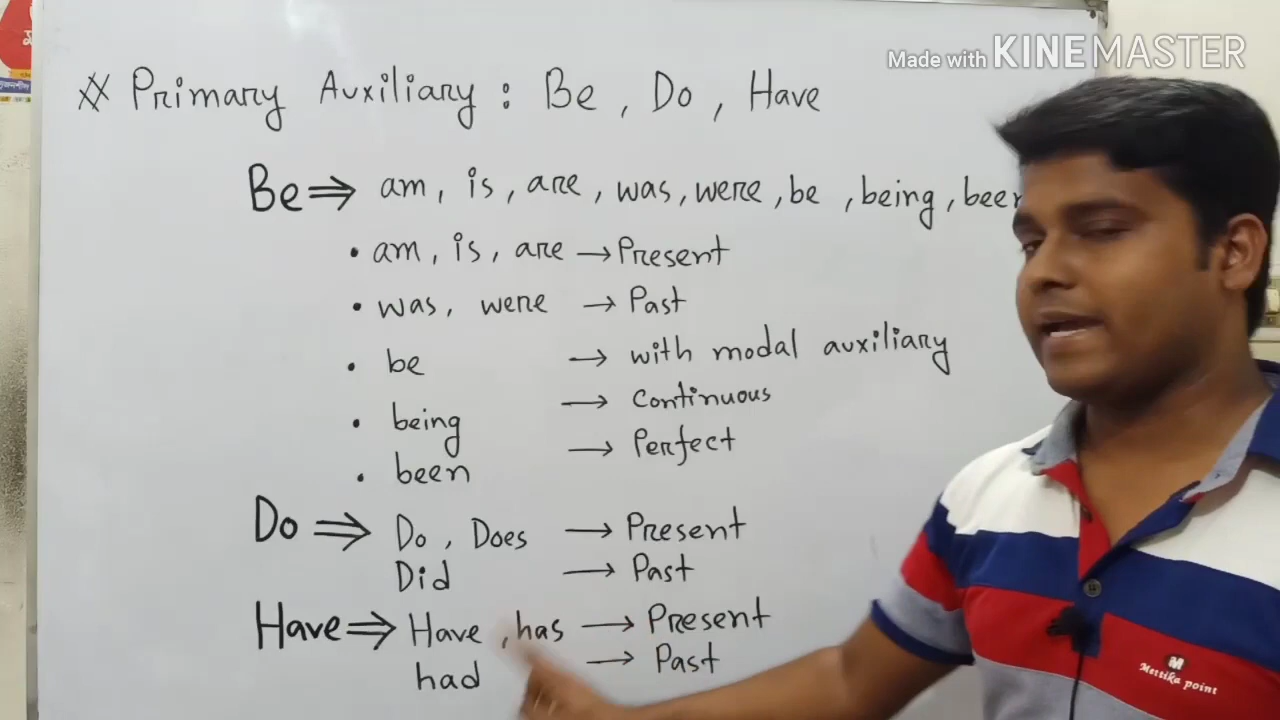 Made with KINEMASTER
# Primary Auxiliary : Be , Do , Have
Be ⇒ am, is, are, was, were, be , being, been
• am, is, are → Present
• was, were → Past
• be → with modal auxiliary
• being → Continuous
• been → Perfect
Do ⇒ Do , Does → Present
Did → Past
Have ⇒ Have , has → Present
had → Past
M
Mettika point